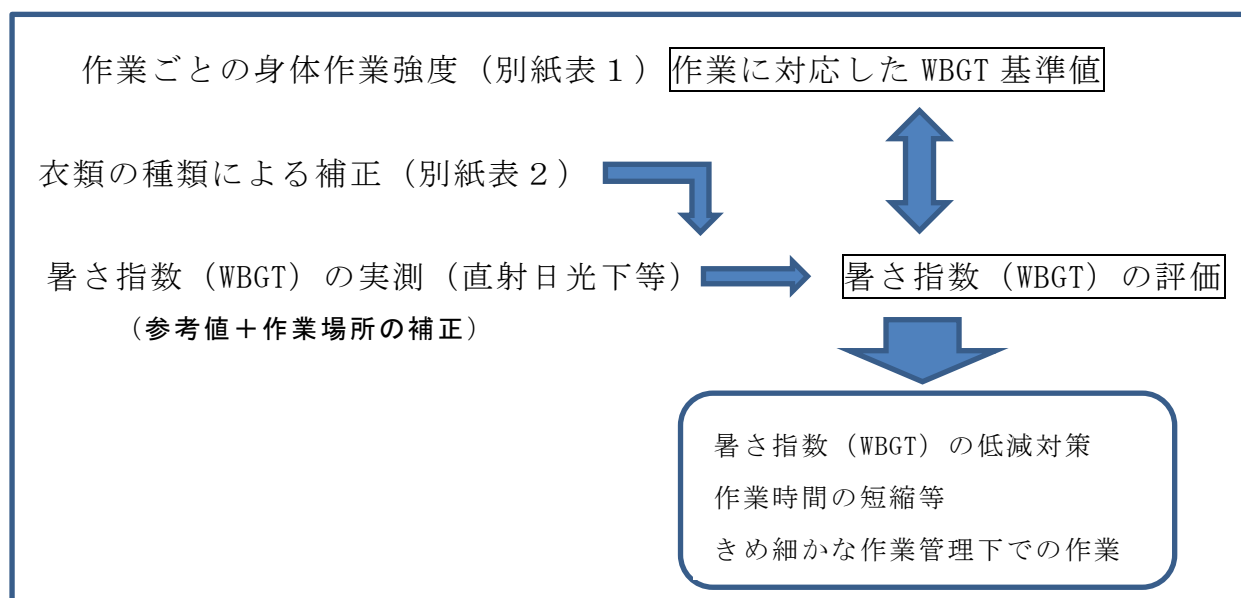 作業ごとの身体作業強度（別紙表１）作業に対応した WBGT 基準値
衣類の種類による補正（別紙表２）
暑さ指数（WBGT）の実測（直射日光下等）
暑さ指数（WBGT）の評価
（参考値＋作業場所の補正）
暑さ指数（WBGT）の低減対策
作業時間の短縮等
きめ細かな作業管理下での作業